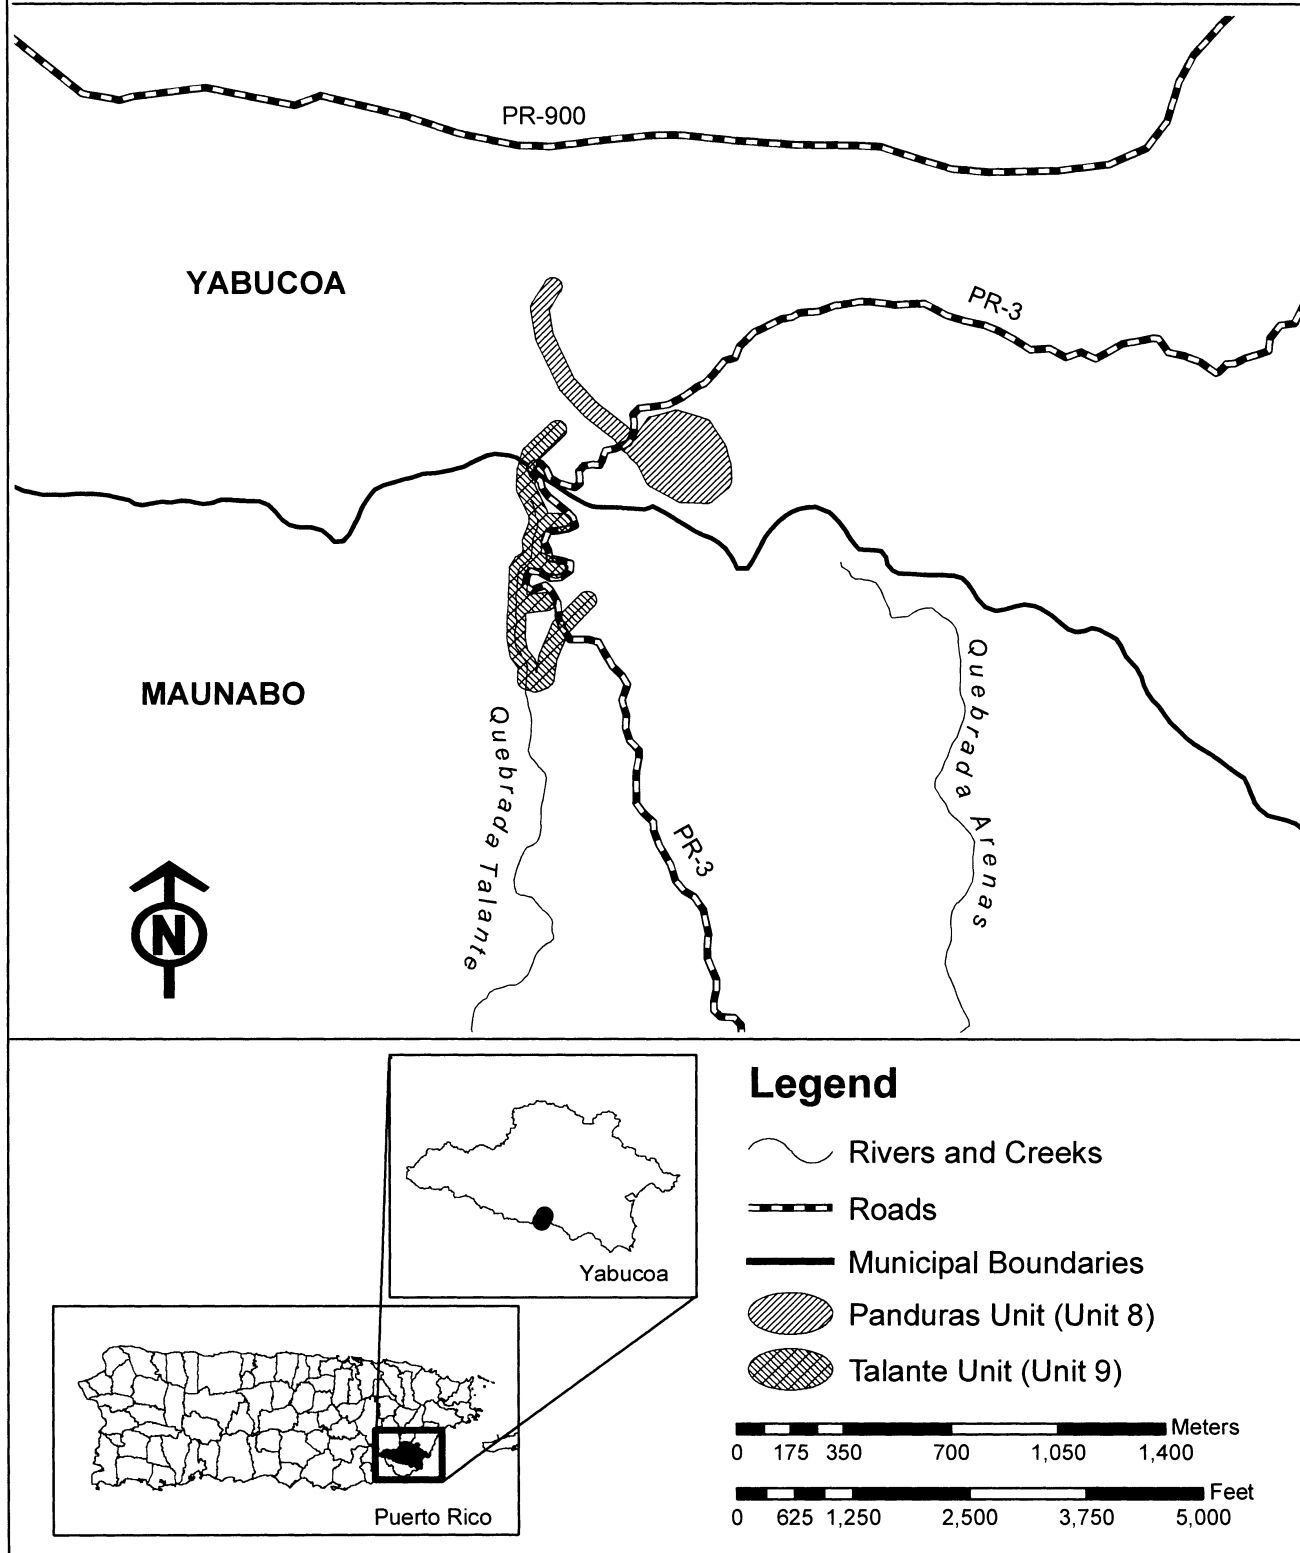 PR-900
YABUCOA
PR-3
MAUNABO
Quebrada Talante
PR-3
Quebrada Arenas
N
Legend
Rivers and Creeks
Roads
Municipal Boundaries
Panduras Unit (Unit 8)
Talante Unit (Unit 9)
Meters
0 175 350 700 1,050 1,400
Feet
0 625 1,250 2,500 3,750 5,000
Yabucoa
Puerto Rico